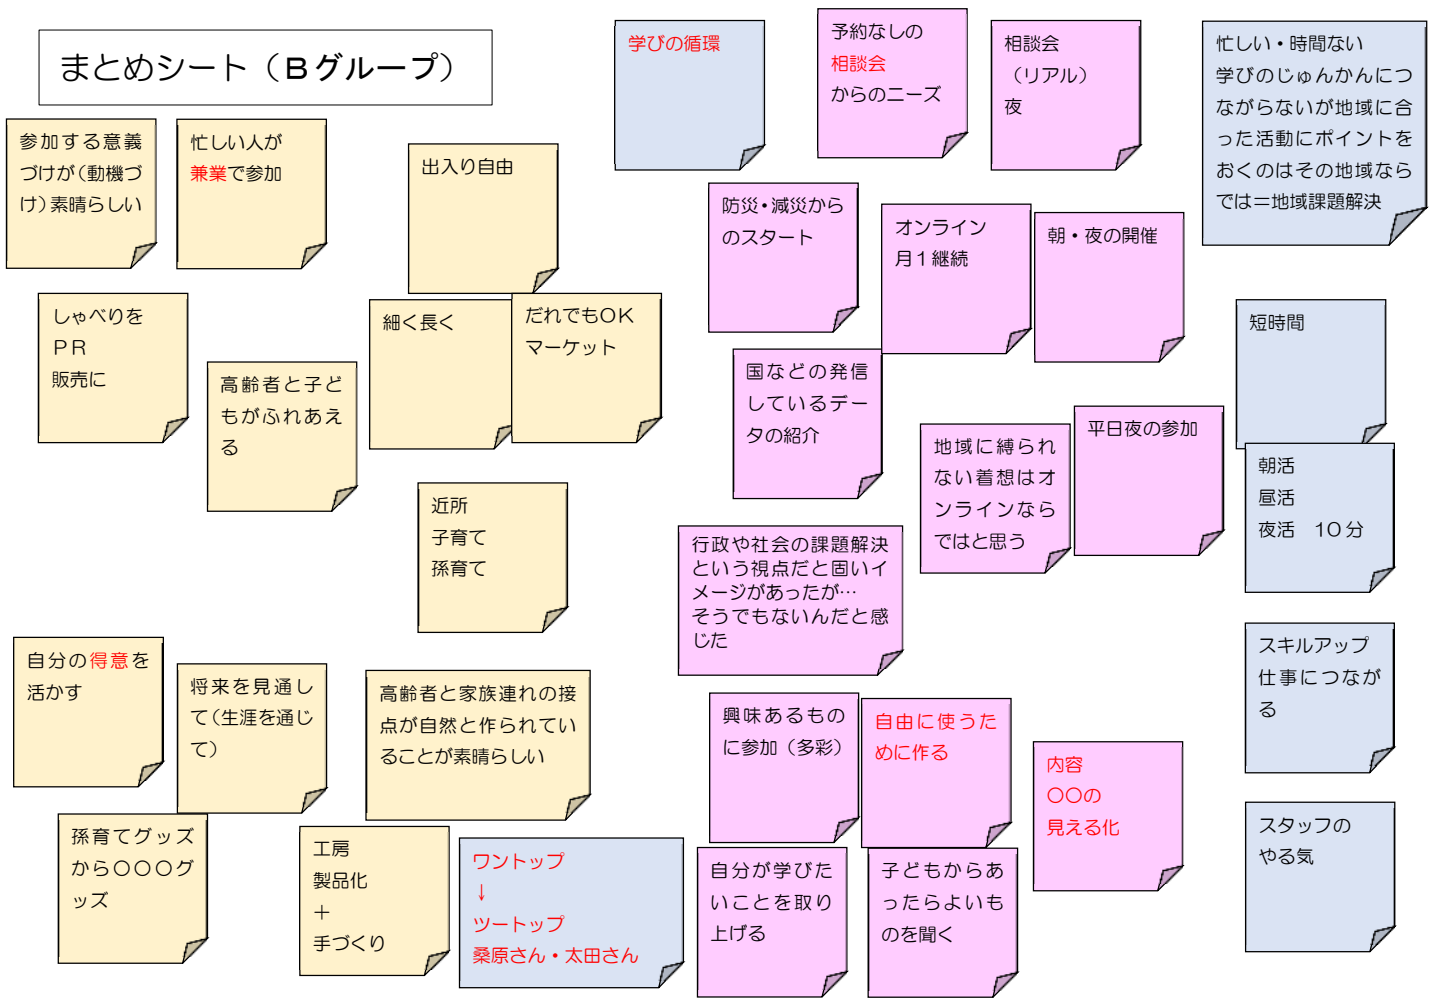 まとめシート（Ｂグループ）
参加する意義
づけが（動機づ
け）素晴らしい
忙しい人が
兼業で参加
出入り自由
しゃべりを
ＰＲ
販売に
高齢者と子ど
もがふれあえ
る
細く長く
だれでもOK
マーケット
近所
子育て
孫育て
自分の得意を
活かす
将来を見通し
て（生涯を通じ
て）
高齢者と家族連れの接
点が自然と作られてい
ることが素晴らしい
孫育てグッズ
から〇〇〇グ
ッズ
工房
製品化
＋
手づくり
ワントップ
↓
ツートップ
桑原さん・太田さん
学びの循環
予約なしの
相談会
からのニーズ
相談会
（リアル）
夜
防災・減災から
のスタート
オンライン
月１継続
朝・夜の開催
国などの発信
しているデー
タの紹介
地域に縛られ
ない着想はオ
ンラインなら
ではと思う
平日夜の参加
行政や社会の課題解決
という視点だと固いイ
メージがあったが…
そうでもないんだと感
じた
興味あるもの
に参加（多彩）
自由に使うた
めに作る
内容
〇〇の
見える化
自分が学びた
いことを取り
上げる
子どもからあ
ったらよいも
のを聞く
忙しい・時間ない
学びのじゅんかんにつ
ながらないが地域に合
った活動にポイントを
おくのはその地域なら
では＝地域課題解決
短時間
朝活
昼活
夜活　10分
スキルアップ
仕事につなが
る
スタッフの
やる気